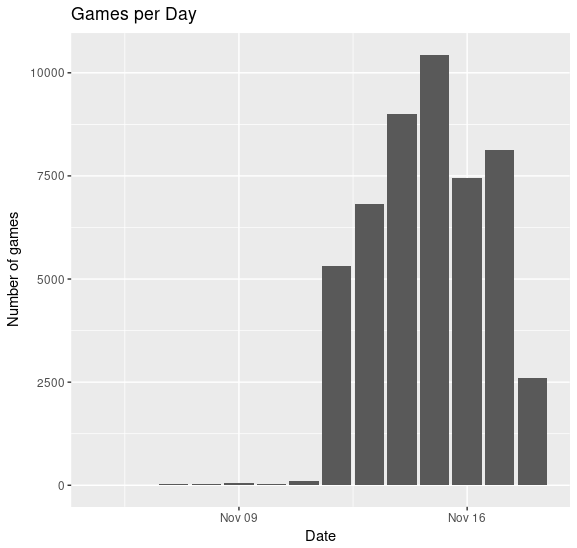 Games per Day
Number of games
10000
7500
5000
2500
0
Nov 09
Nov 16
Date